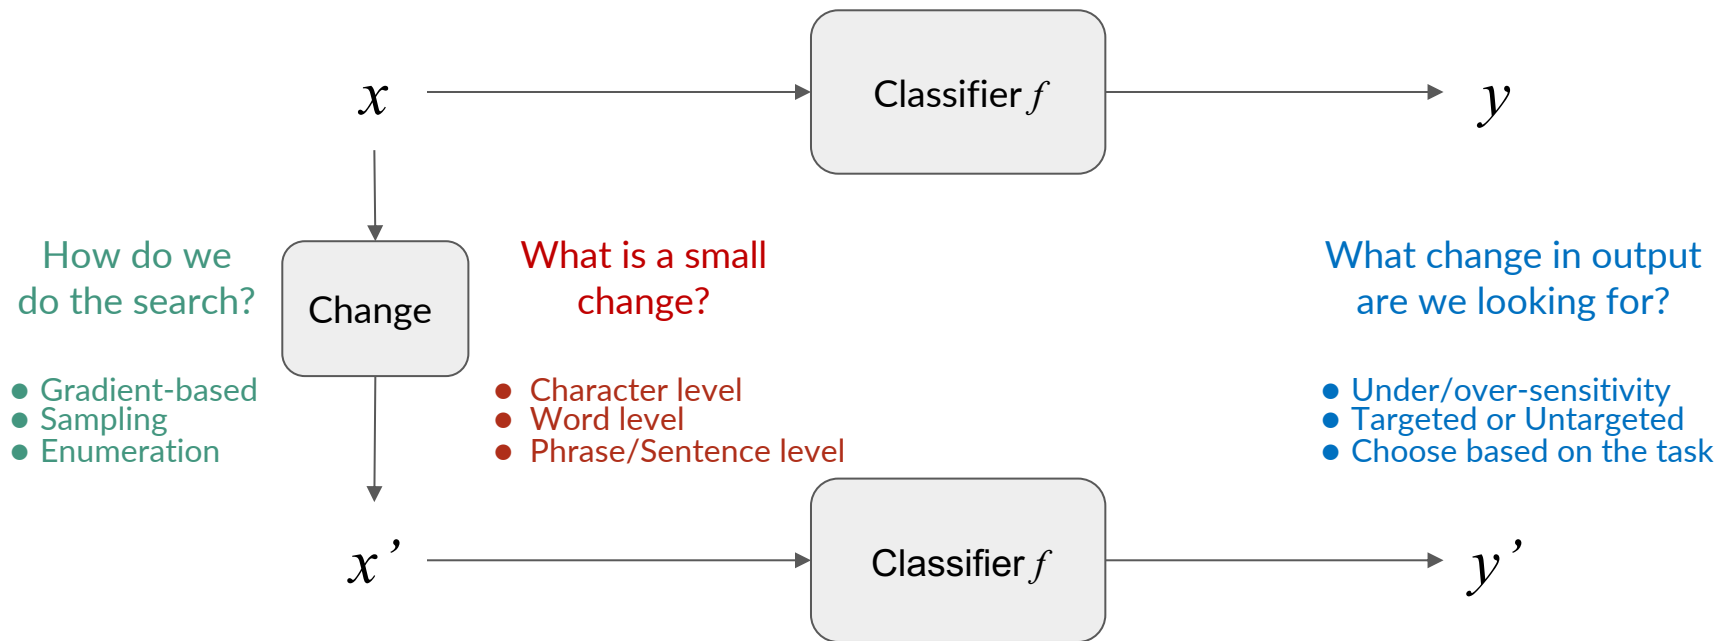 x
Classifier f
y
How do we
do the search?
Change
What is a small
change?
What change in output
are we looking for?
● Gradient-based
● Sampling
● Enumeration
● Character level
● Word level
● Phrase/Sentence level
● Under/over-sensitivity
● Targeted or Untargeted
● Choose based on the task
x’
Classifier f
y’